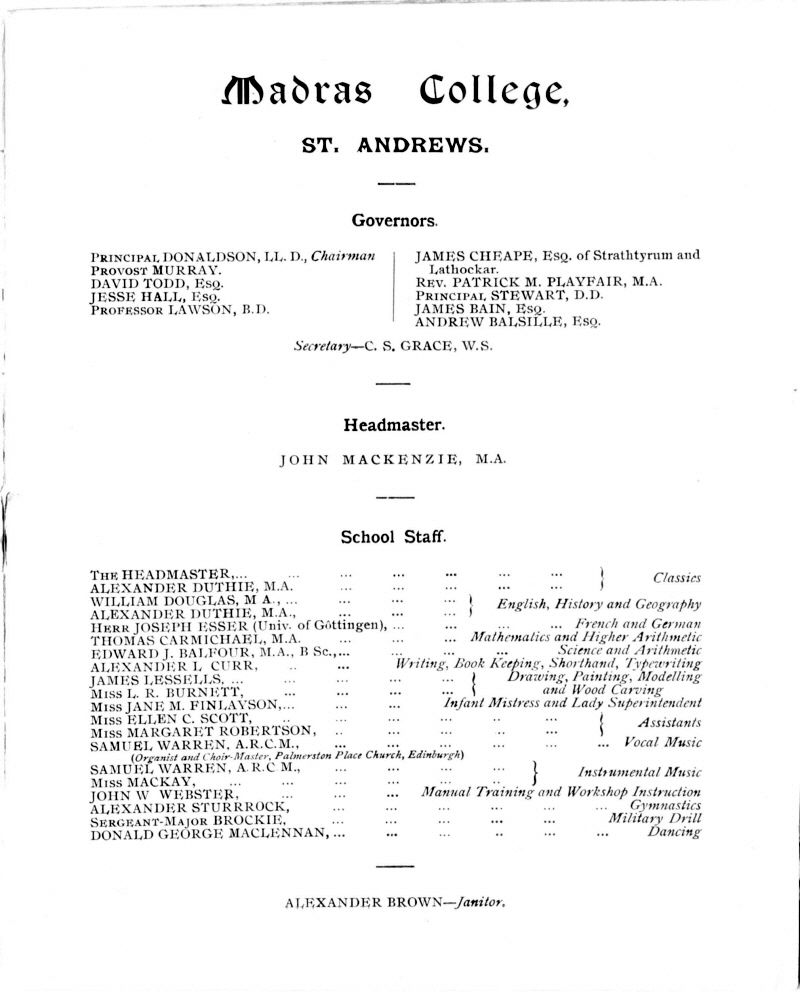 Madras College,
ST. ANDREWS.
Governors.
PRINCIPAL DONALDSON, LL. D., Chairman
PROVOST MURRAY.
DAVID TODD, ESQ.
JESSE HALL, ESQ.
PROFESSOR LAWSON, B.D.
JAMES CHEAPE, ESQ. of Strathtyrum and
Lathockar.
REV. PATRICK M. PLAYFAIR, M.A.
PRINCIPAL STEWART, D.D.
JAMES BAIN, ESQ.
ANDREW BALSILLE, ESQ.
Secretary—C. S. GRACE, W.S.
Headmaster.
JOHN MACKENZIE, M.A.
School Staff.
THE HEADMASTER,... ... ... ... ... ... ...
ALEXANDER DUTHIE, M.A. ... ... ... ... ...
Classics
WILLIAM DOUGLAS, M A., ... ... ... ...
ALEXANDER DUTHIE, M.A., ... ... ...
English, History and Geography
HERR JOSEPH ESSER (Univ. of Göttingen), ... ... ... ... French and German
THOMAS CARMICHAEL, M.A. ... ... ... Mathematics and Higher Arithmetic
EDWARD J. BALFOUR, M.A., B Sc.,... ... ... ... Science and Arithmetic
ALEXANDER L CURR, .. ... Writing, Book Keeping, Shorthand, Typewriting
JAMES LESSELLS, ... ... ... ... ...
MISS L. R. BURNETT, ... ... ... ...
Drawing, Painting, Modelling
and Wood Carving
MISS JANE M. FINLAYSON,... ... ... Infant Mistress and Lady Superintendent
MISS ELLEN C. SCOTT, .. ... ... .. .. ...
MISS MARGARET ROBERTSON, .. ... ... .. ...
Assistants
SAMUEL WARREN, A.R.C.M., ... ... ... ... ... ... Vocal Music
(Organist and Choir-Master, Palmerston Place Church, Edinburgh)
SAMUEL WARREN, A.R.C M., ... ... ... ...
MISS MACKAY, ... ... ... ... .. ..
Instrumental Music
JOHN W WEBSTER, ... ... ... Manual Training and Workshop Instruction
ALEXANDER STURRROCK, ... ... ... ... ... ... Gymnastics
SERGEANT-MAJOR BROCKIE, ... ... ... ... ... Military Drill
DONALD GEORGE MACLENNAN, ... ... ... .. ... ... Dancing
ALEXANDER BROWN—Janitor.